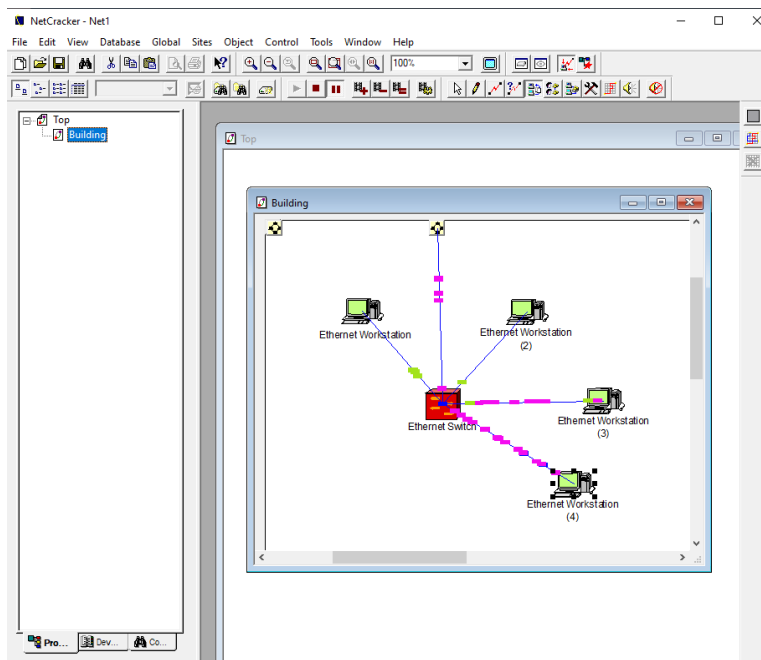 NetCracker - Net1
File Edit View Database Global Sites Object Control Tools Window Help
100%
Top
Building
Top
Building
Ethernet Workstation
Ethernet Workstation
(2)
Ethernet Switch
Ethernet Workstation
(3)
Ethernet Workstation
(4)
Pro... Dev... Co...